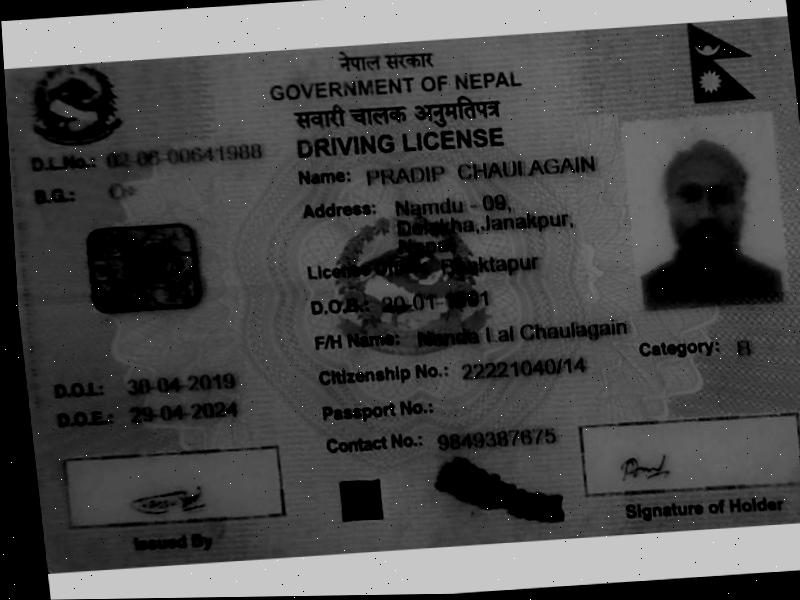 नेपाल सरकार
GOVERNMENT OF NEPAL
सवारी चालक अनुमतिपत्र
DRIVING LICENSE
D.L.No.: 02-06-00641988
B.G.:
Name: PRADIP CHAULAGAIN
Address: Namdu - 09,
Dolakha, Janakpur,
Nepal
License Office: Bhaktapur
D.O.B.: 20-01-1991
F/H Name: Nanda Lal Chaulagain
Category: B
Citizenship No.: 22221040/14
D.O.I.: 30-04-2019
Passport No.:
D.O.E.: 29-04-2024
Contact No.: 9849387675
Issued By
Signature of Holder